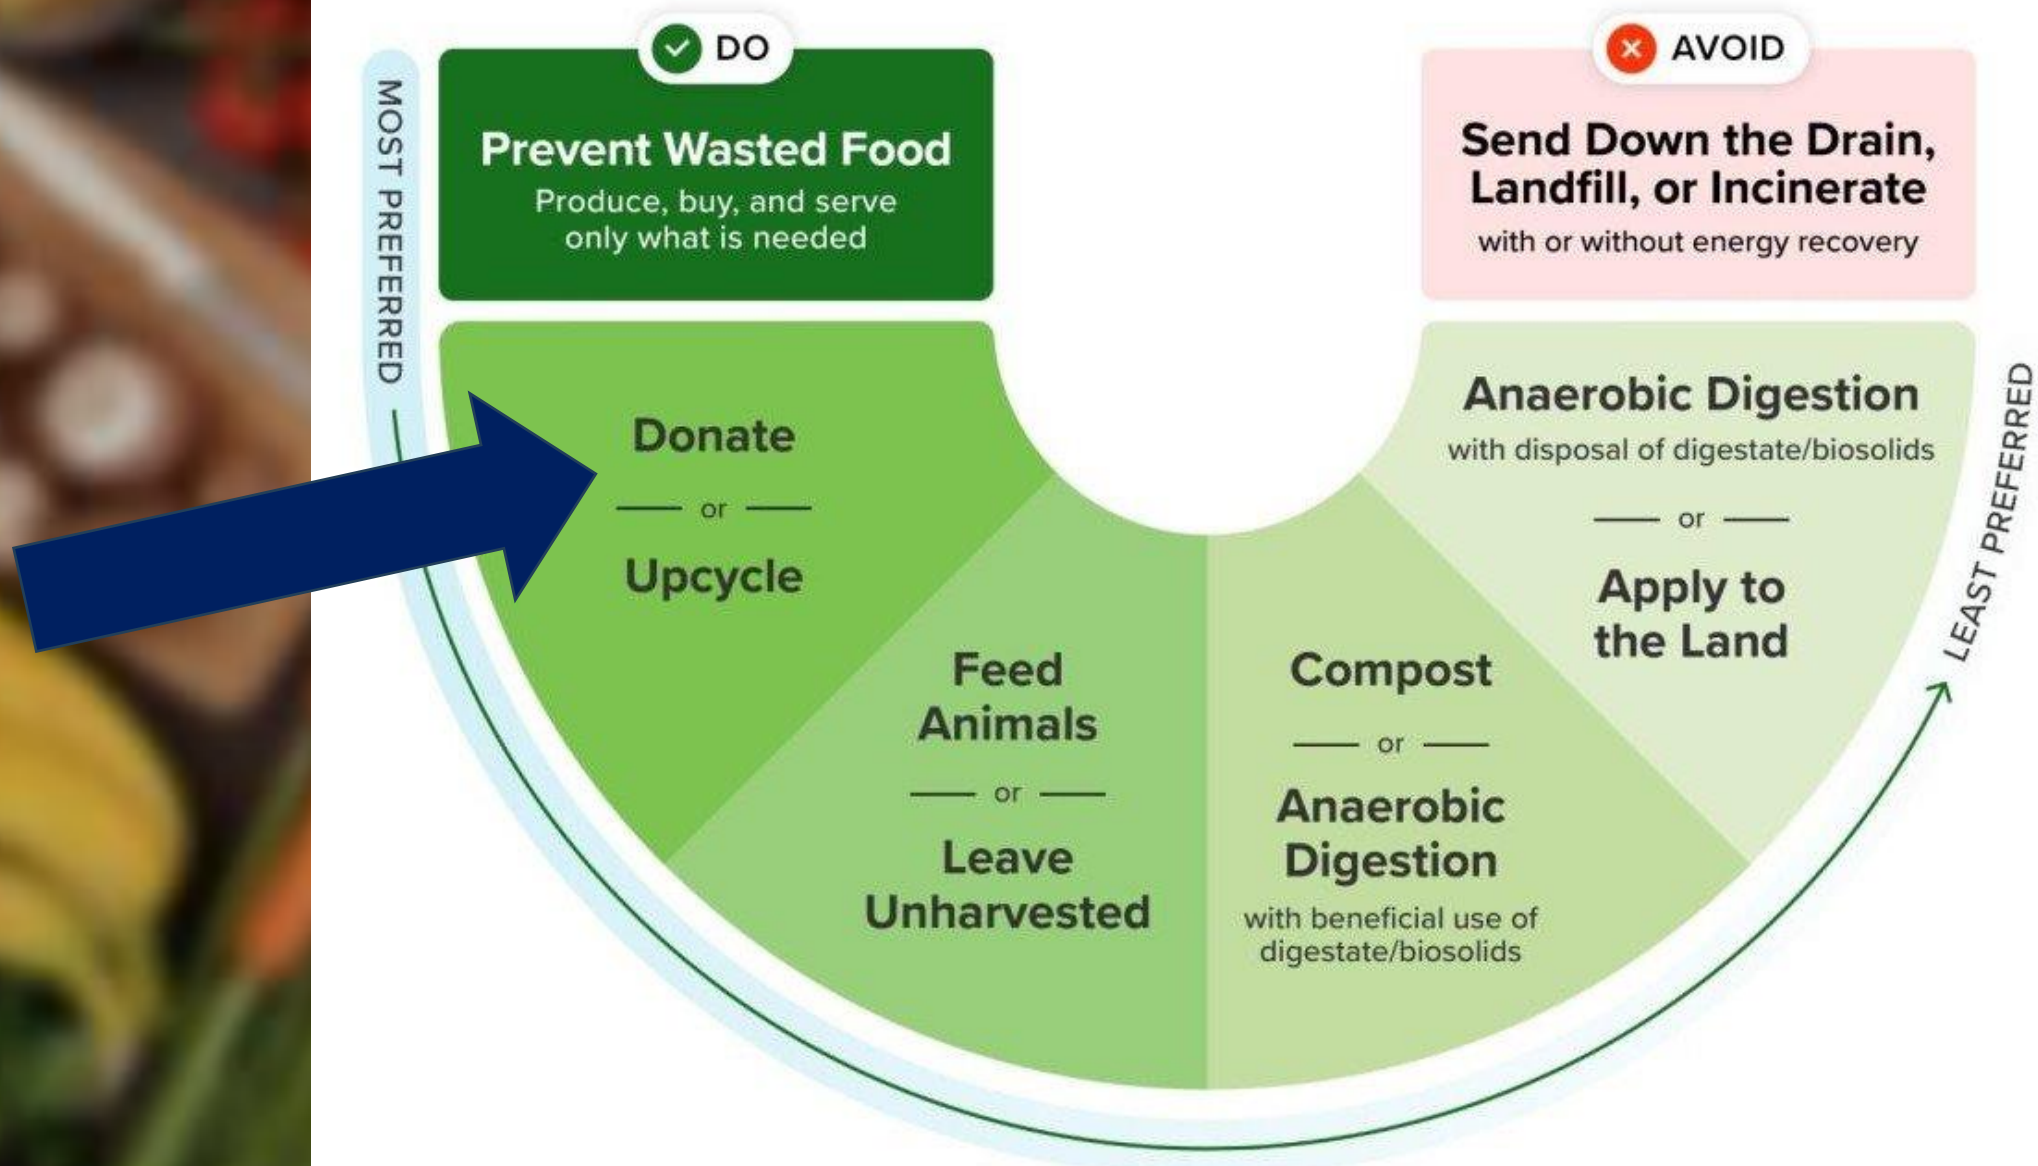 DO
Prevent Wasted Food
Produce, buy, and serve
only what is needed
MOST PREFERRED
Donate
or
Upcycle
Feed
Animals
or
Leave
Unharvested
Compost
or
Anaerobic
Digestion
with beneficial use of
digestate/biosolids
Anaerobic Digestion
with disposal of digestate/biosolids
or
Apply to
the Land
LEAST PREFERRED
AVOID
Send Down the Drain,
Landfill, or Incinerate
with or without energy recovery